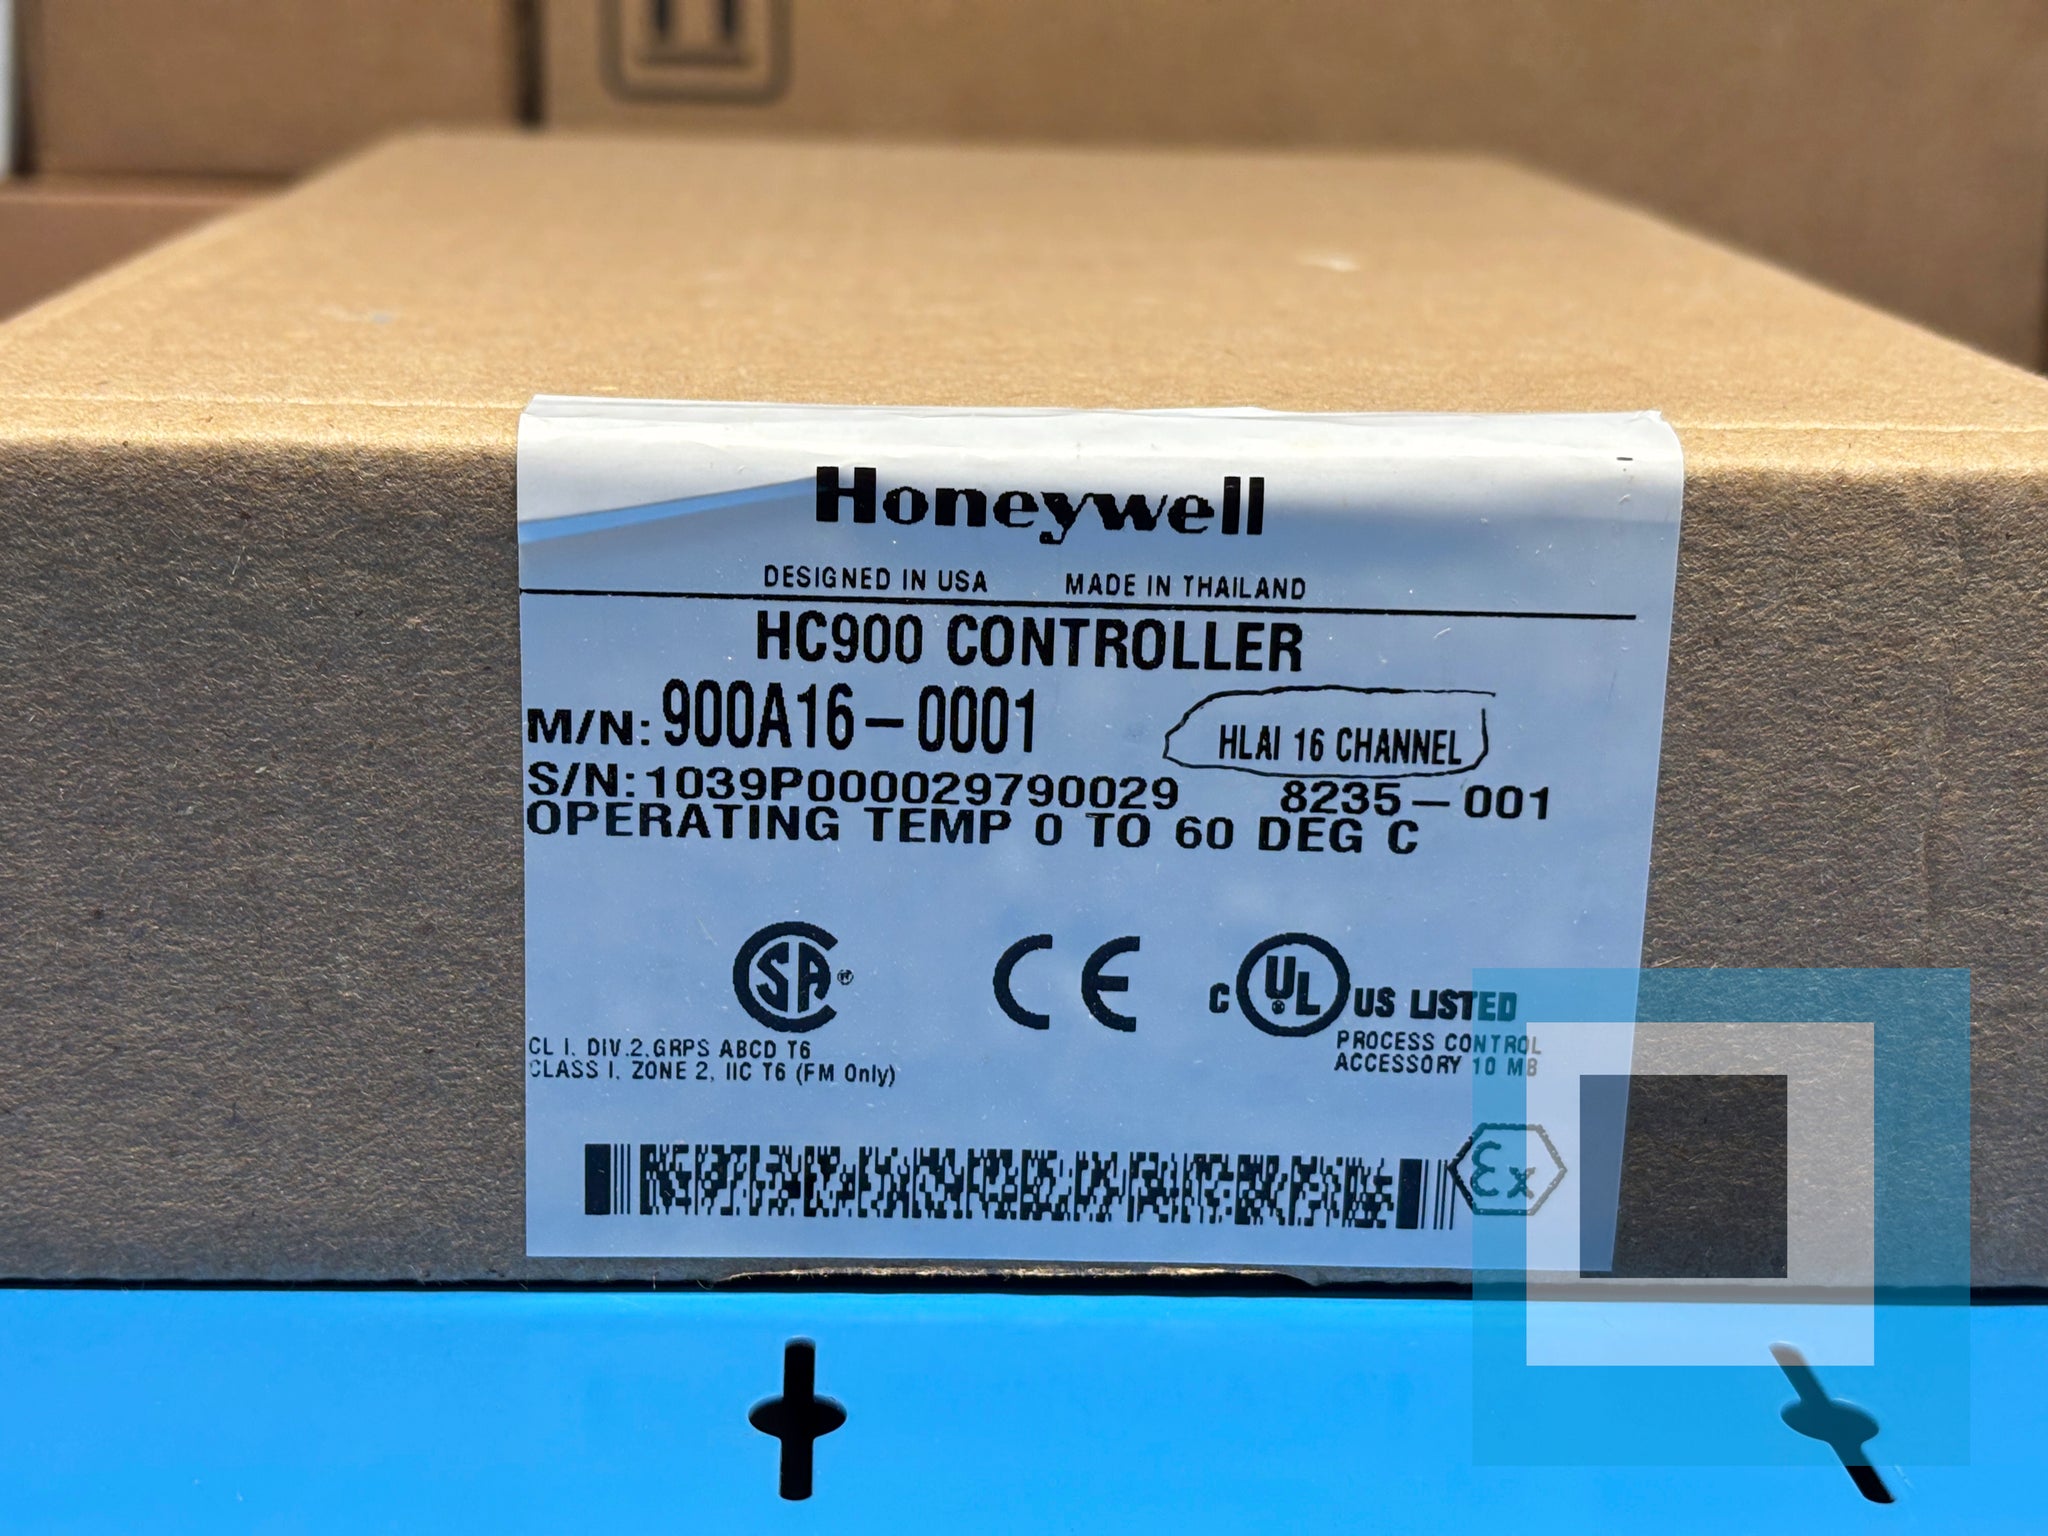 Honeywell
DESIGNED IN USA MADE IN THAILAND
HC900 CONTROLLER
M/N: 900A16-0001 HLAI 16 CHANNEL
S/N: 1039P000029790029 8235-001
OPERATING TEMP 0 TO 60 DEG C
SA ® CE C UL ® US LISTED
CL I, DIV.2,GRPS ABCD T6 PROCESS CONTROL
CLASS I, ZONE 2, IIC T6 (FM Only) ACCESSORY 10 MB
Ex